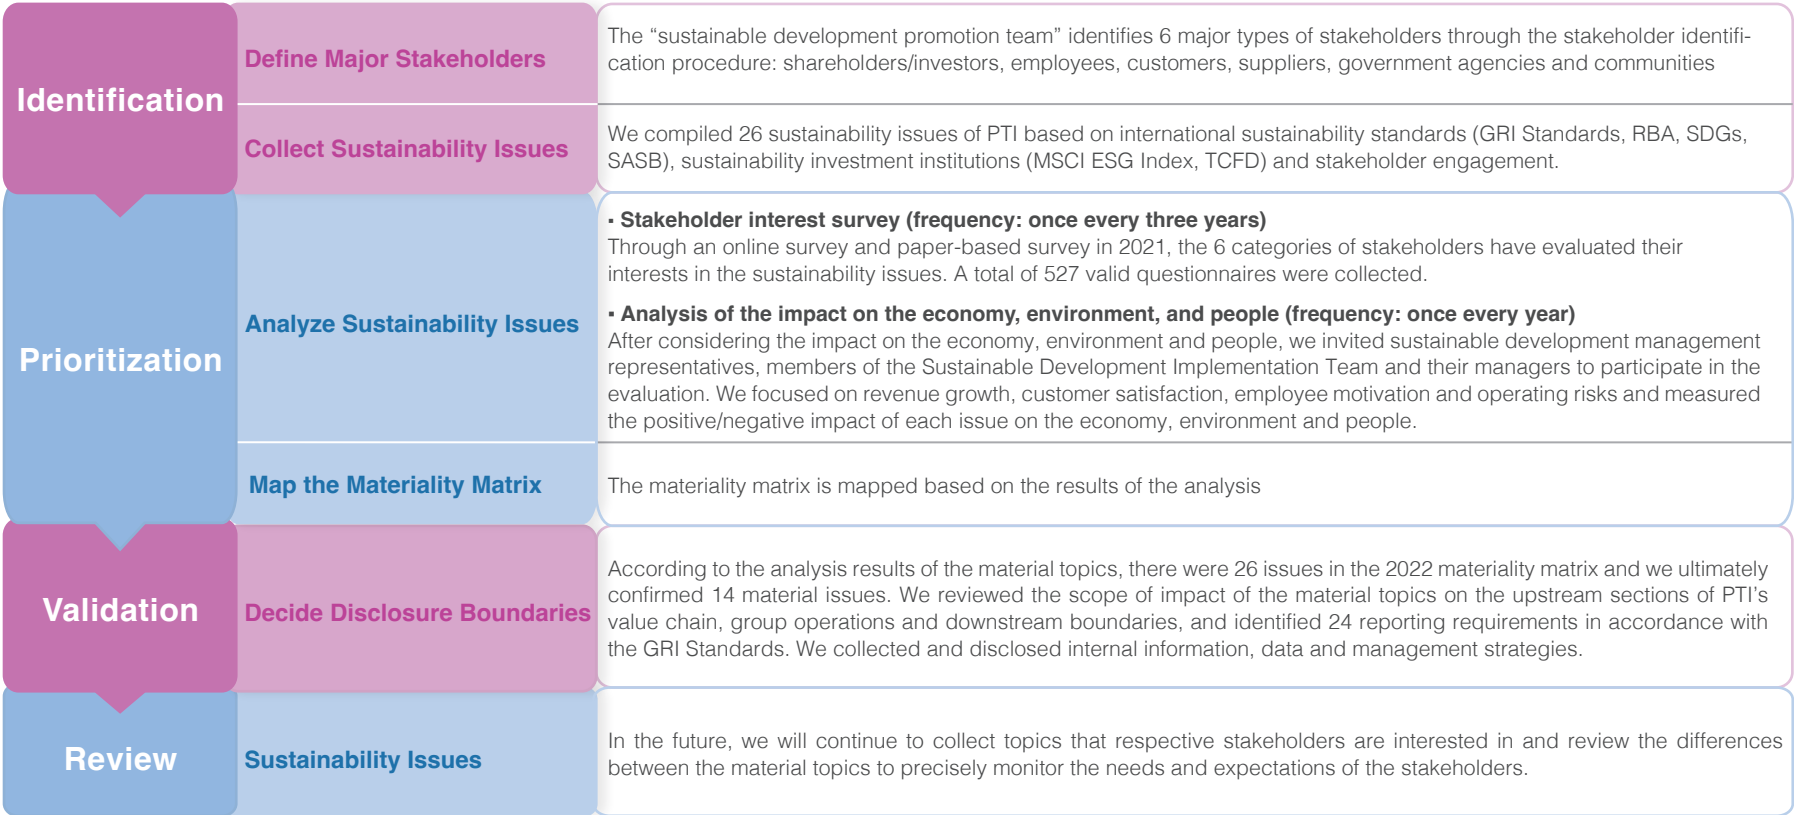 Identification
Define Major Stakeholders
The “sustainable development promotion team” identifies 6 major types of stakeholders through the stakeholder identifi-
cation procedure: shareholders/investors, employees, customers, suppliers, government agencies and communities
Collect Sustainability Issues
We compiled 26 sustainability issues of PTI based on international sustainability standards (GRI Standards, RBA, SDGs,
SASB), sustainability investment institutions (MSCI ESG Index, TCFD) and stakeholder engagement.
Prioritization
Analyze Sustainability Issues
▪ Stakeholder interest survey (frequency: once every three years)
Through an online survey and paper-based survey in 2021, the 6 categories of stakeholders have evaluated their
interests in the sustainability issues. A total of 527 valid questionnaires were collected.
▪ Analysis of the impact on the economy, environment, and people (frequency: once every year)
After considering the impact on the economy, environment and people, we invited sustainable development management
representatives, members of the Sustainable Development Implementation Team and their managers to participate in the
evaluation. We focused on revenue growth, customer satisfaction, employee motivation and operating risks and measured
the positive/negative impact of each issue on the economy, environment and people.
Map the Materiality Matrix
The materiality matrix is mapped based on the results of the analysis
Validation
Decide Disclosure Boundaries
According to the analysis results of the material topics, there were 26 issues in the 2022 materiality matrix and we ultimately
confirmed 14 material issues. We reviewed the scope of impact of the material topics on the upstream sections of PTI’s
value chain, group operations and downstream boundaries, and identified 24 reporting requirements in accordance with
the GRI Standards. We collected and disclosed internal information, data and management strategies.
Review
Sustainability Issues
In the future, we will continue to collect topics that respective stakeholders are interested in and review the differences
between the material topics to precisely monitor the needs and expectations of the stakeholders.